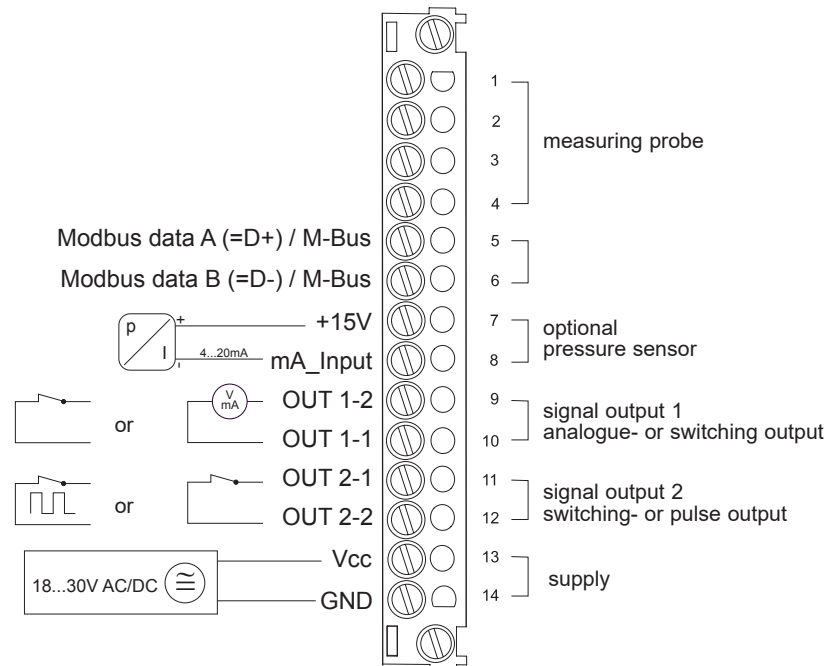 1
2
measuring probe
3
4
Modbus data A (=D+) / M-Bus 5
Modbus data B (=D-) / M-Bus 6
p + +15V 7
optional
pressure sensor
I - 4...20mA mA_Input 8
V
mA
OUT 1-2 9
signal output 1
or
analogue- or switching output
OUT 1-1 10
OUT 2-1 11
signal output 2
or
switching- or pulse output
OUT 2-2 12
Vcc 13
18...30V AC/DC ≅
supply
GND 14